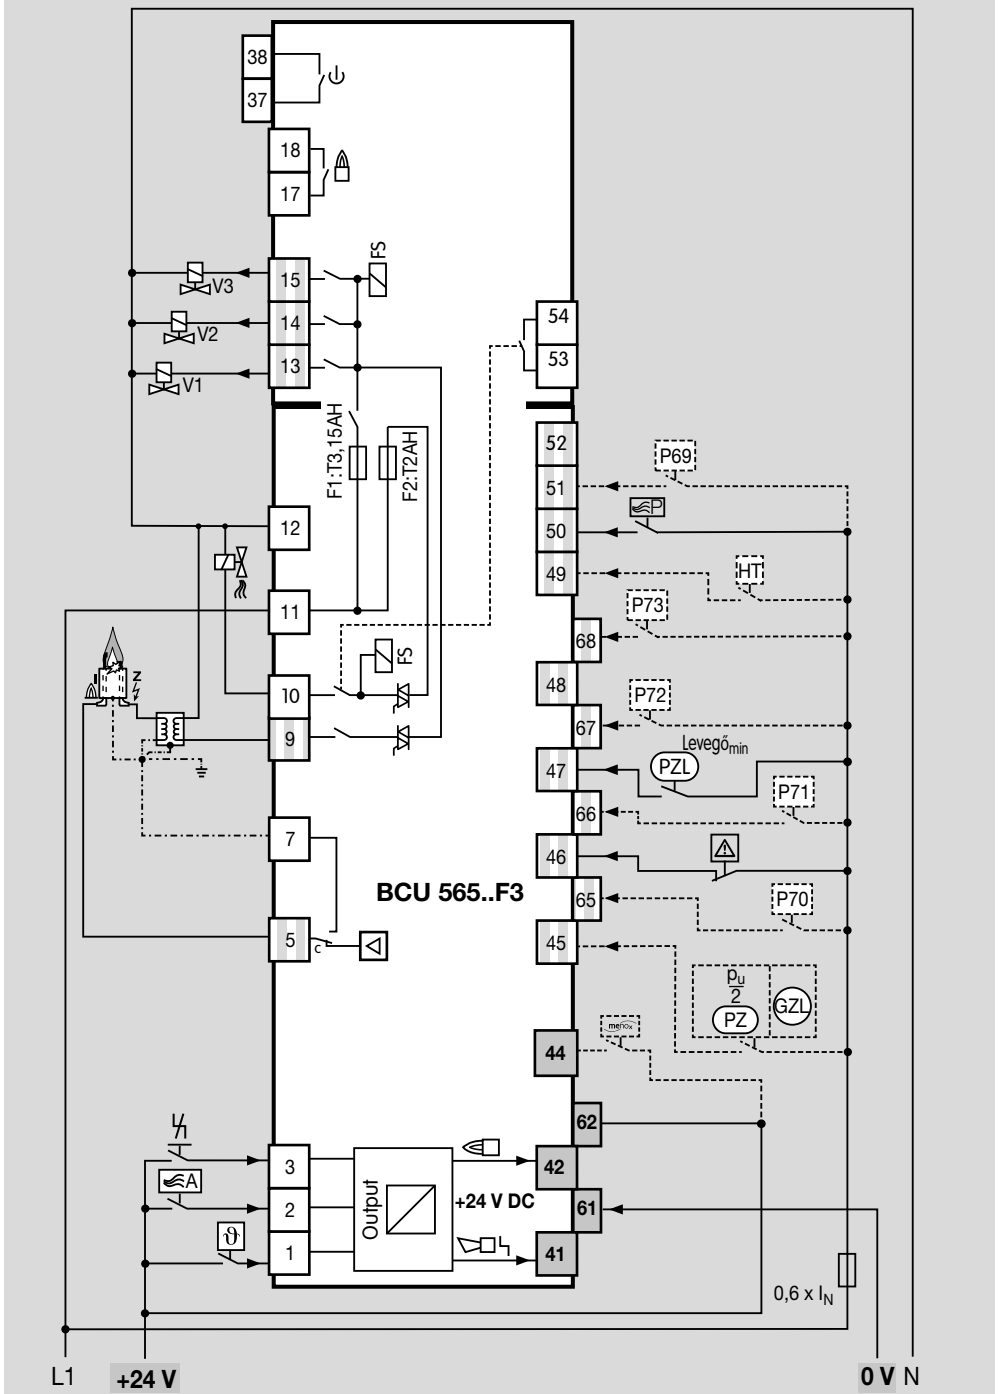 38
37
18
17
FS
15
V3
14
V2
13
V1
54
53
F1:T3,15AH
F2:T2AH
52
P69
51
P
50
12
49
HT
11
P73
68
FS
Z
I
10
48
P72
67
9
Levegőmin
PZL
47
P71
66
7
46
BCU 565..F3
65
P70
5
c
45
pu
2
PZ
GZL
menox
44
62
3
42
A
+24 V DC
2
Output
61
ϑ
1
41
0,6 x IN
L1
+24 V
0 V
N